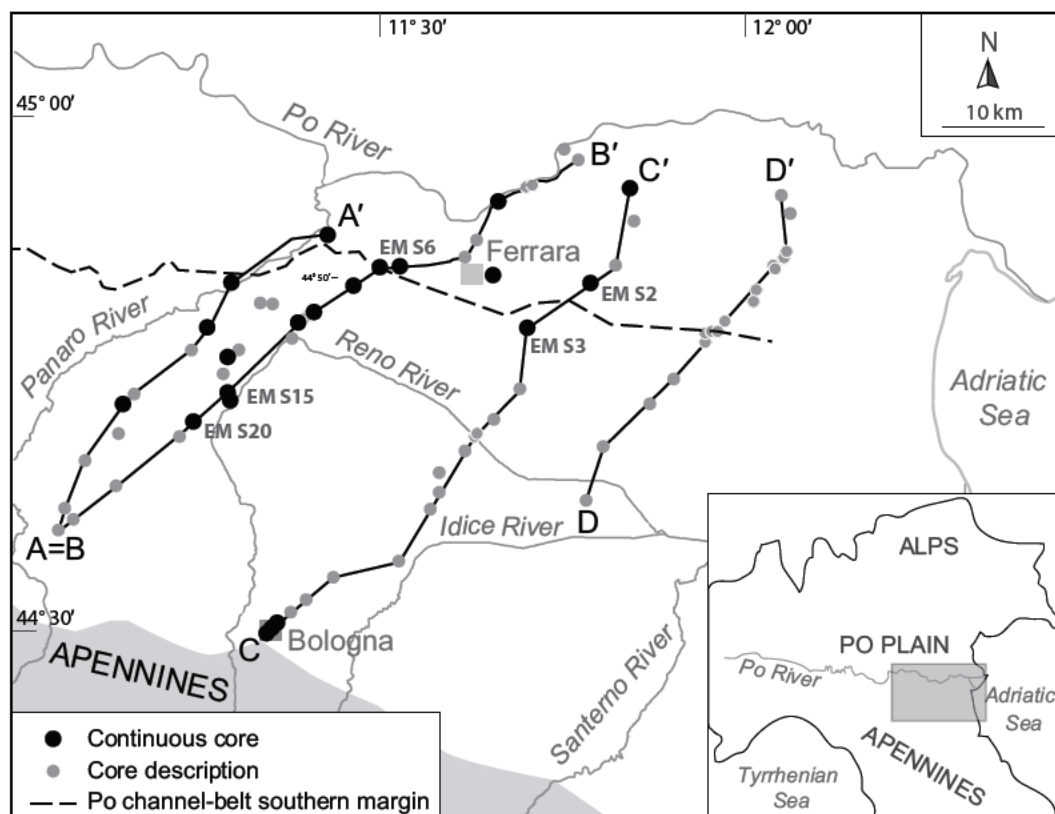 11° 30′
12° 00′
N
10 km
45° 00′
Po River
B′
C′
D′
A′
EM S6
Ferrara
44° 50′
EM S2
Panaro River
EM S3
Reno River
Adriatic
Sea
EM S15
EM S20
A=B
D
Idice River
44° 30′
C
Bologna
APENNINES
Santerno River
ALPS
PO PLAIN
Po River
Adriatic
Sea
APENNINES
Tyrrhenian
Sea
Continuous core
Core description
Po channel-belt southern margin